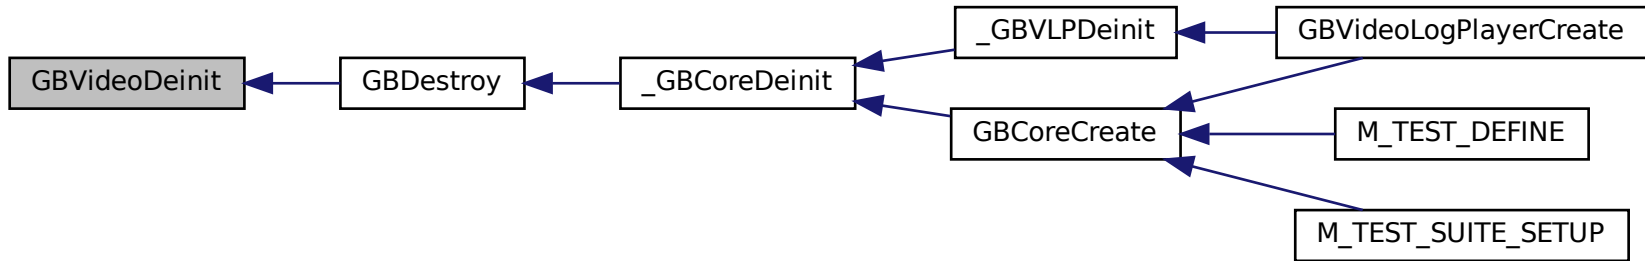 GBVideoDeinit
GBDestroy
_GBCoreDeinit
_GBVLPDeinit
GBVideoLogPlayerCreate
GBCoreCreate
M_TEST_DEFINE
M_TEST_SUITE_SETUP